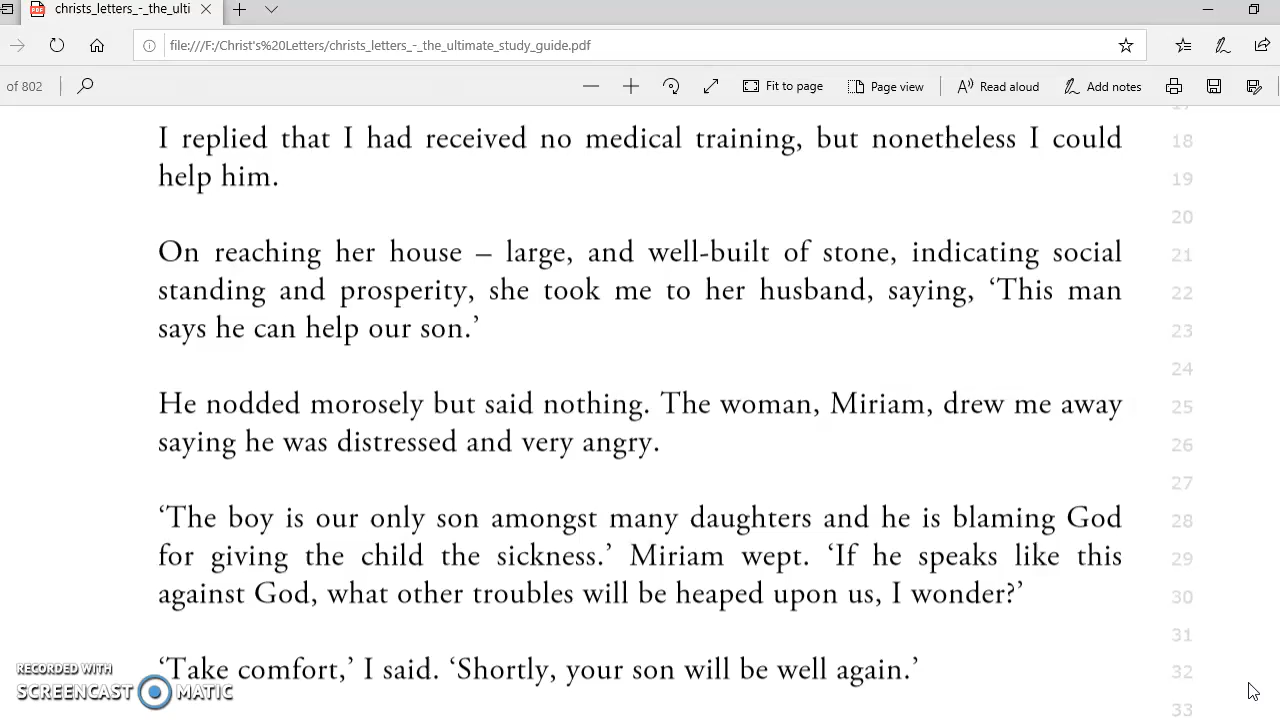 christs_letters_-_the_ulti
file:///F:/Christ's%20Letters/christs_letters_-_the_ultimate_study_guide.pdf
of 802
Fit to page
Page view
Read aloud
Add notes
I replied that I had received no medical training, but nonetheless I could 18
help him. 19
20
On reaching her house – large, and well-built of stone, indicating social 21
standing and prosperity, she took me to her husband, saying, ‘This man 22
says he can help our son.’ 23
24
He nodded morosely but said nothing. The woman, Miriam, drew me away 25
saying he was distressed and very angry. 26
27
‘The boy is our only son amongst many daughters and he is blaming God 28
for giving the child the sickness.’ Miriam wept. ‘If he speaks like this 29
against God, what other troubles will be heaped upon us, I wonder?’ 30
31
‘Take comfort,’ I said. ‘Shortly, your son will be well again.’ 32
33
RECORDED WITH
SCREENCAST MATIC